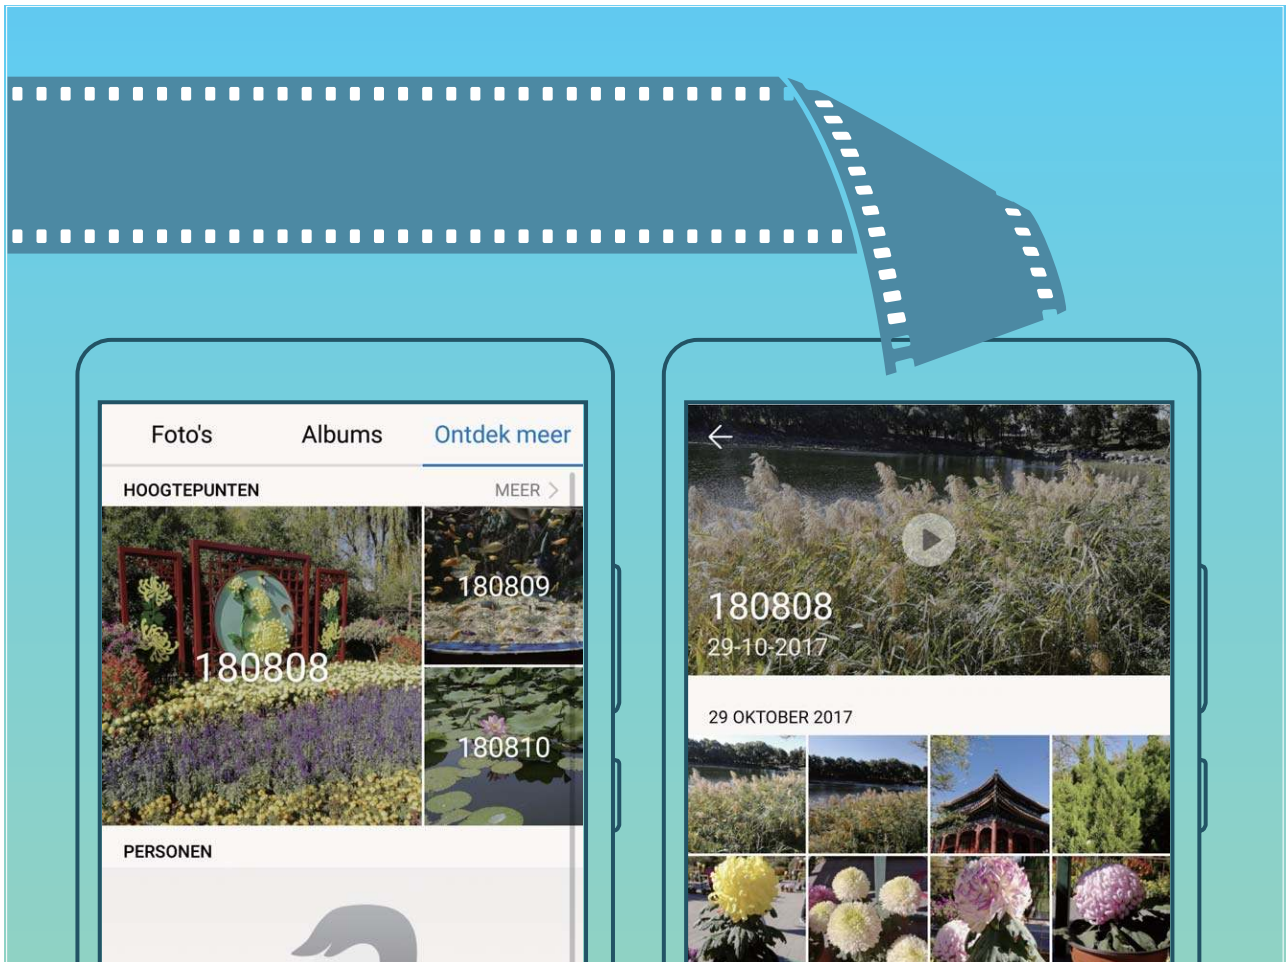 Foto's Albums Ontdek meer
HOOGTEPUNTEN MEER
180808
180809
180810
PERSONEN
180808
29-10-2017
29 OKTOBER 2017